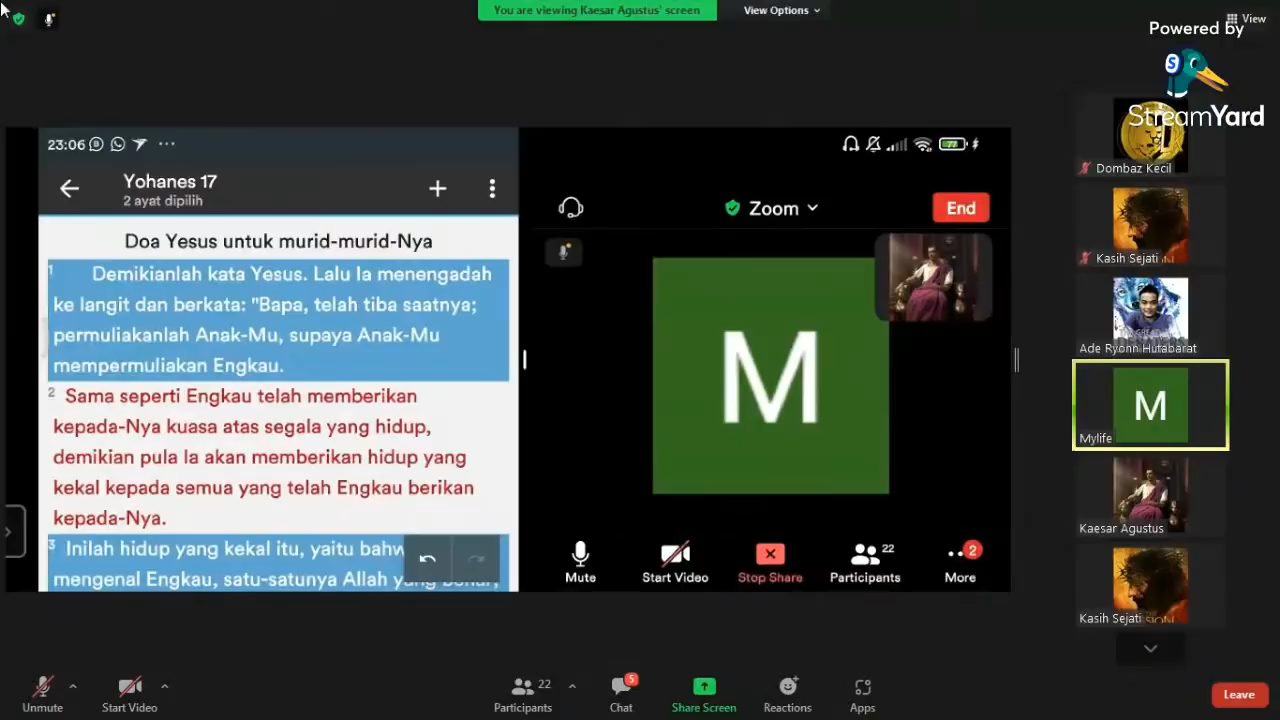 You are viewing Kaesar Agustus' screen
View Options
View
Powered by
S
StreamYard
23:06
Yohanes 17
2 ayat dipilih
Doa Yesus untuk murid-murid-Nya
1 Demikianlah kata Yesus. Lalu Ia menengadah
ke langit dan berkata: "Bapa, telah tiba saatnya;
permuliakanlah Anak-Mu, supaya Anak-Mu
mempermuliakan Engkau.
2 Sama seperti Engkau telah memberikan
kepada-Nya kuasa atas segala yang hidup,
demikian pula Ia akan memberikan hidup yang
kekal kepada semua yang telah Engkau berikan
kepada-Nya.
3 Inilah hidup yang kekal itu, yaitu bahw
mengenal Engkau, satu-satunya Allah yang benar,
77
Zoom
End
M
Mute
Start Video
Stop Share
22
Participants
2
More
Dombaz Kecil
Kasih Sejati
Ade Ryonn Hutabarat
M
Mylife
Kaesar Agustus
Kasih Sejati
Unmute
Start Video
22
Participants
5
Chat
Share Screen
Reactions
Apps
Leave